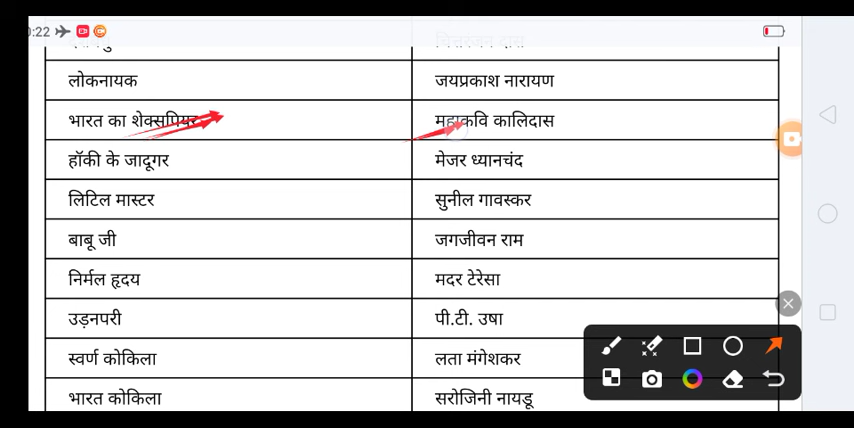 :22
लोकनायक जयप्रकाश नारायण
भारत का शेक्सपियर महाकवि कालिदास
हॉकी के जादूगर मेजर ध्यानचंद
लिटिल मास्टर सुनील गावस्कर
बाबू जी जगजीवन राम
निर्मल हृदय मदर टेरेसा
उड़नपरी पी.टी. उषा
स्वर्ण कोकिला लता मंगेशकर
भारत कोकिला सरोजिनी नायडू